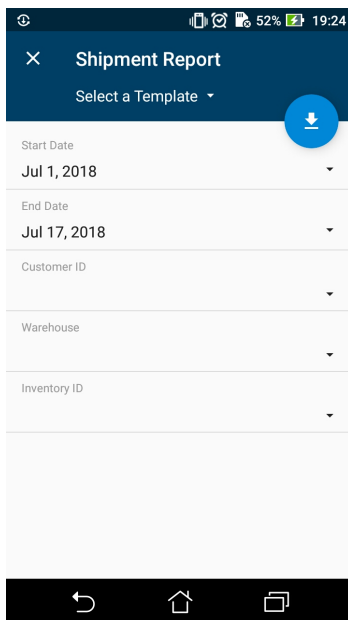 52% 19:24
Shipment Report
Select a Template
Start Date
Jul 1, 2018
End Date
Jul 17, 2018
Customer ID
Warehouse
Inventory ID